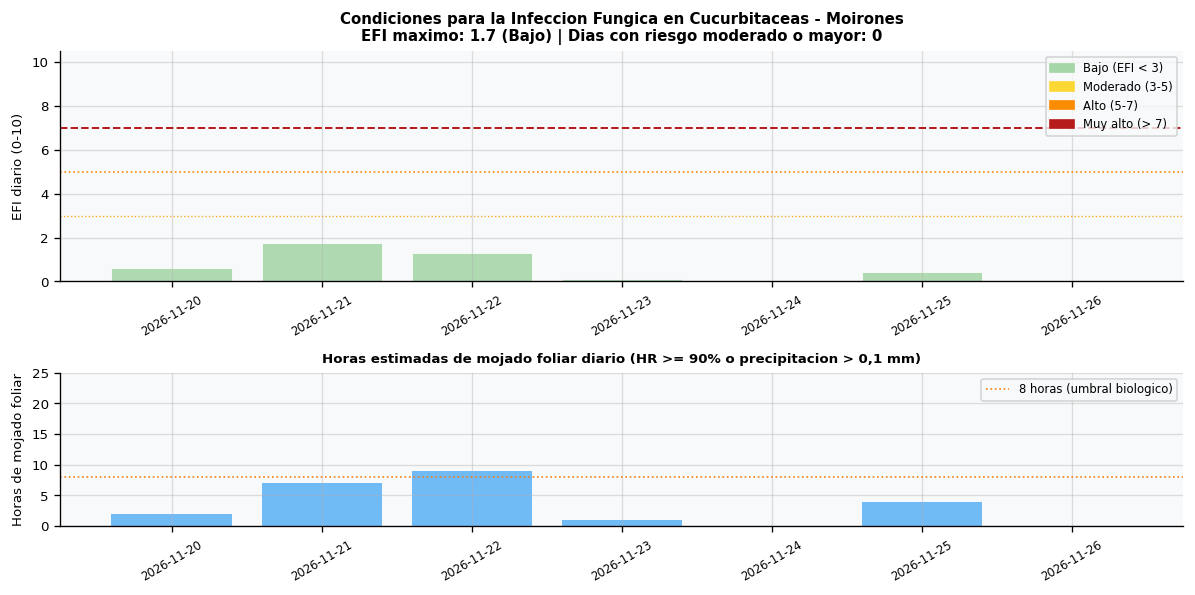 Condiciones para la Infeccion Fungica en Cucurbitaceas - Moirones
EFI maximo: 1.7 (Bajo) | Dias con riesgo moderado o mayor: 0
EFI diario (0-10)
10
8
6
4
2
0
Bajo (EFI < 3)
Moderado (3-5)
Alto (5-7)
Muy alto (> 7)
2026-11-20
2026-11-21
2026-11-22
2026-11-23
2026-11-24
2026-11-25
2026-11-26
Horas estimadas de mojado foliar diario (HR >= 90% o precipitacion > 0,1 mm)
Horas de mojado foliar
25
20
15
10
5
0
8 horas (umbral biologico)
2026-11-20
2026-11-21
2026-11-22
2026-11-23
2026-11-24
2026-11-25
2026-11-26